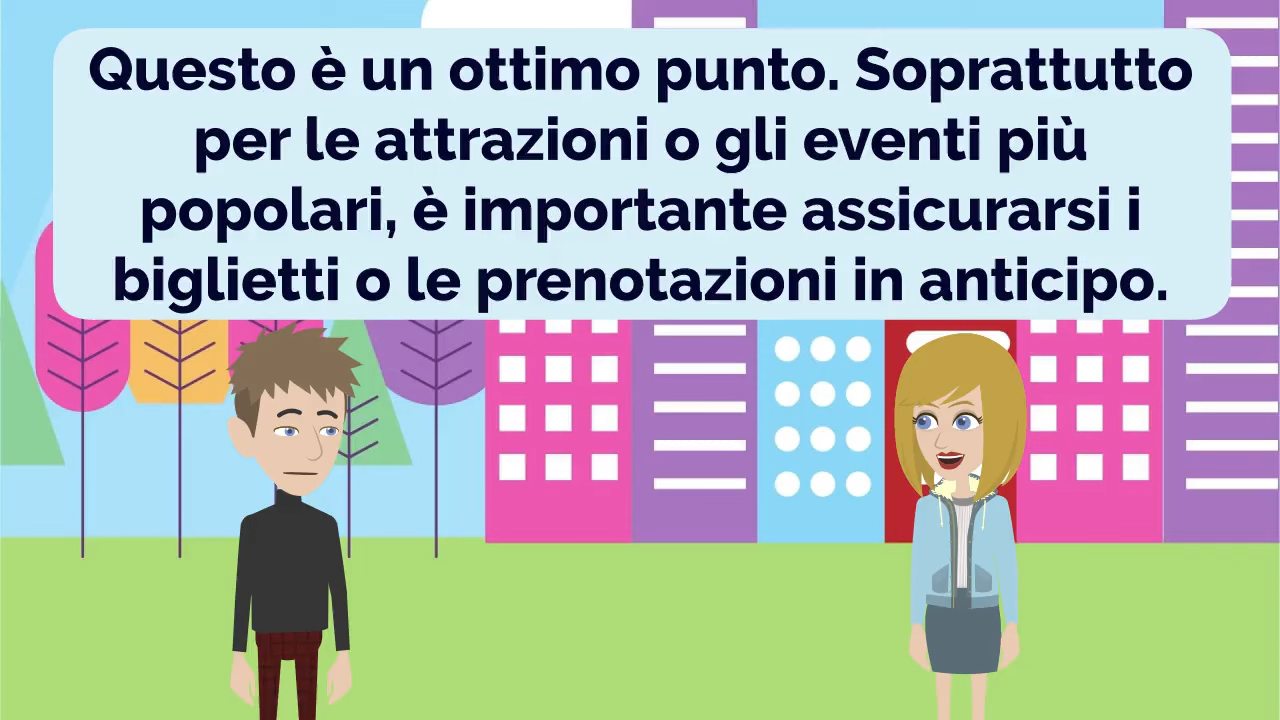 Questo è un ottimo punto. Soprattutto
per le attrazioni o gli eventi più
popolari, è importante assicurarsi i
biglietti o le prenotazioni in anticipo.